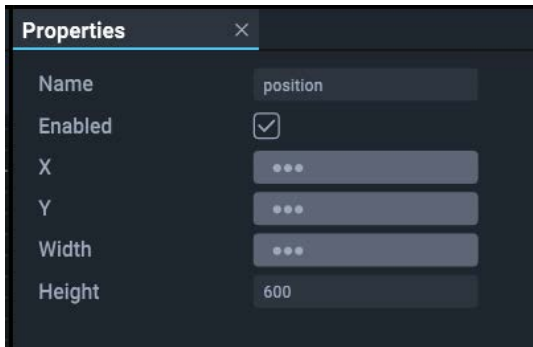 Properties
Name position
Enabled
X •••
Y •••
Width •••
Height 600